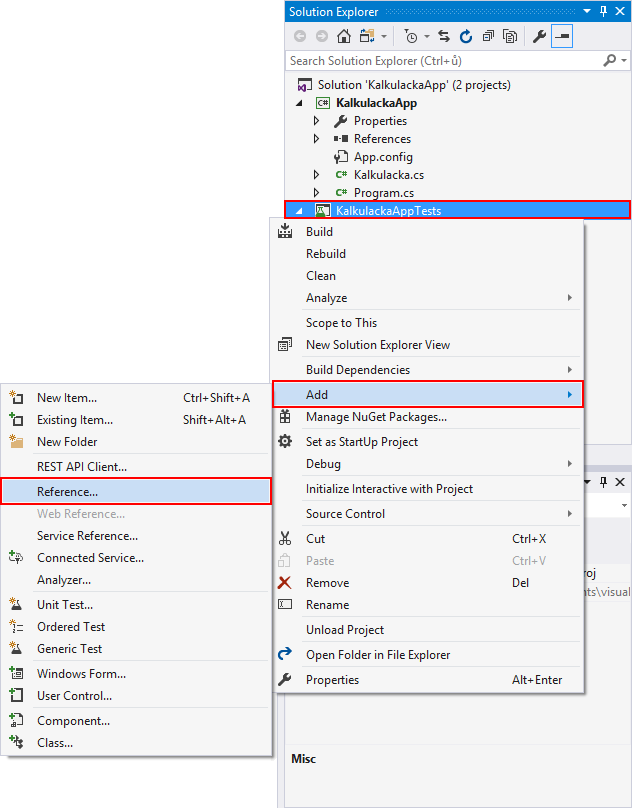 Solution Explorer
Search Solution Explorer (Ctrl+ů)
Solution 'KalkulackaApp' (2 projects)
C# KalkulackaApp
Properties
References
App.config
C# Kalkulacka.cs
C# Program.cs
KalkulackaAppTests
Build
Rebuild
Clean
Analyze
Scope to This
New Solution Explorer View
Build Dependencies
Add
Manage NuGet Packages...
Set as StartUp Project
Debug
Initialize Interactive with Project
Source Control
Cut Ctrl+X
Paste Ctrl+V
Remove Del
Rename
Unload Project
Open Folder in File Explorer
Properties Alt+Enter
New Item... Ctrl+Shift+A
Existing Item... Shift+Alt+A
New Folder
REST API Client...
Reference...
Web Reference...
Service Reference...
Connected Service...
Analyzer...
Unit Test...
Ordered Test
Generic Test
Windows Form...
User Control...
Component...
Class...
roj
nts\visual
Misc